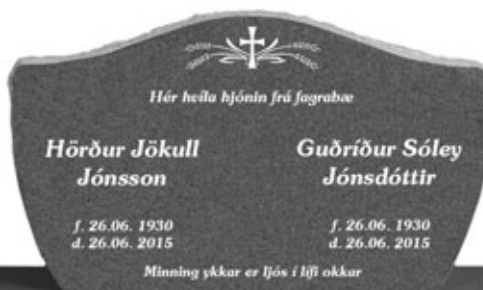 Hér hvíla hjónin frá fagrabæ
Hörður Jökull
Jónsson
f. 26.06. 1930
d. 26.06. 2015
Guðríður Sóley
Jónsdóttir
f. 26.06. 1930
d. 26.06. 2015
Minning ykkar er ljós í lífi okkar